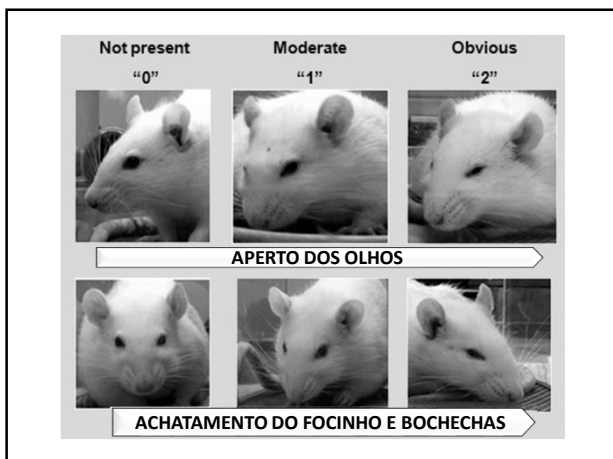 Not present Moderate Obvious
“0” “1” “2”
APERTO DOS OLHOS
ACHATAMENTO DO FOCINHO E BOCHECHAS